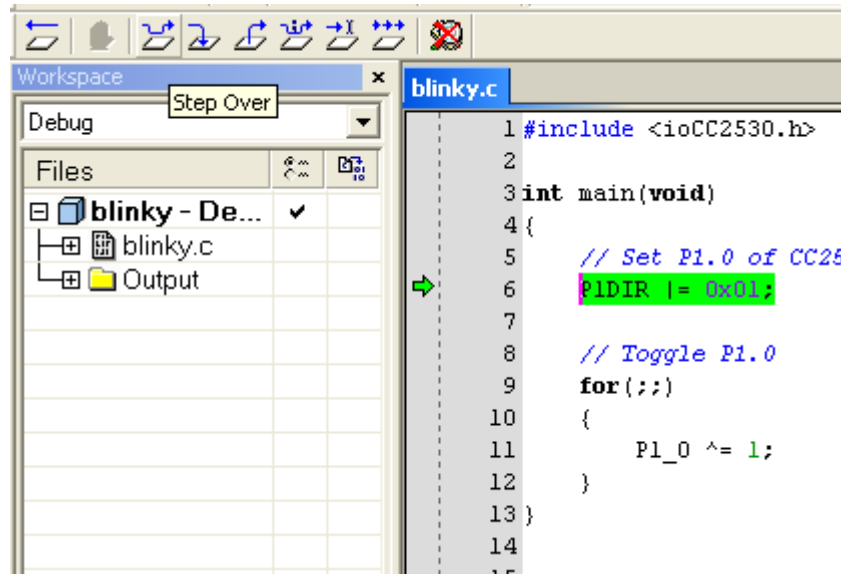 Workspace
Step Over
Debug
Files
blinky - De...
blinky.c
Output
blinky.c
1 #include <ioCC2530.h>
2
3 int main(void)
4 {
5 // Set P1.0 of CC25
6 P1DIR |= 0x01;
7
8 // Toggle P1.0
9 for(;;)
10 {
11 P1_0 ^= 1;
12 }
13 }
14